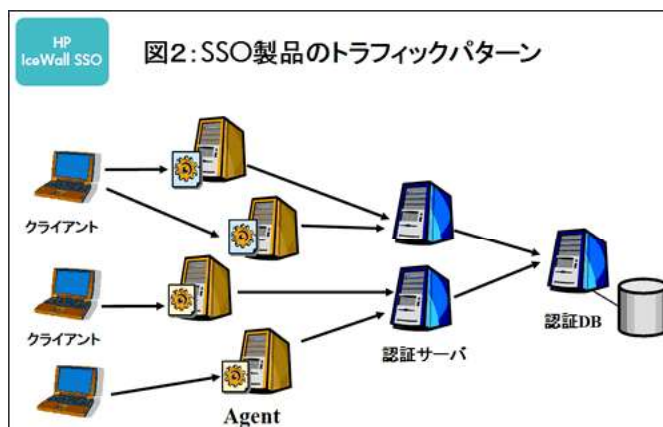 HP
IceWall SSO
図2:SSO製品のトラフィックパターン
クライアント
クライアント
Agent
認証サーバ
認証DB